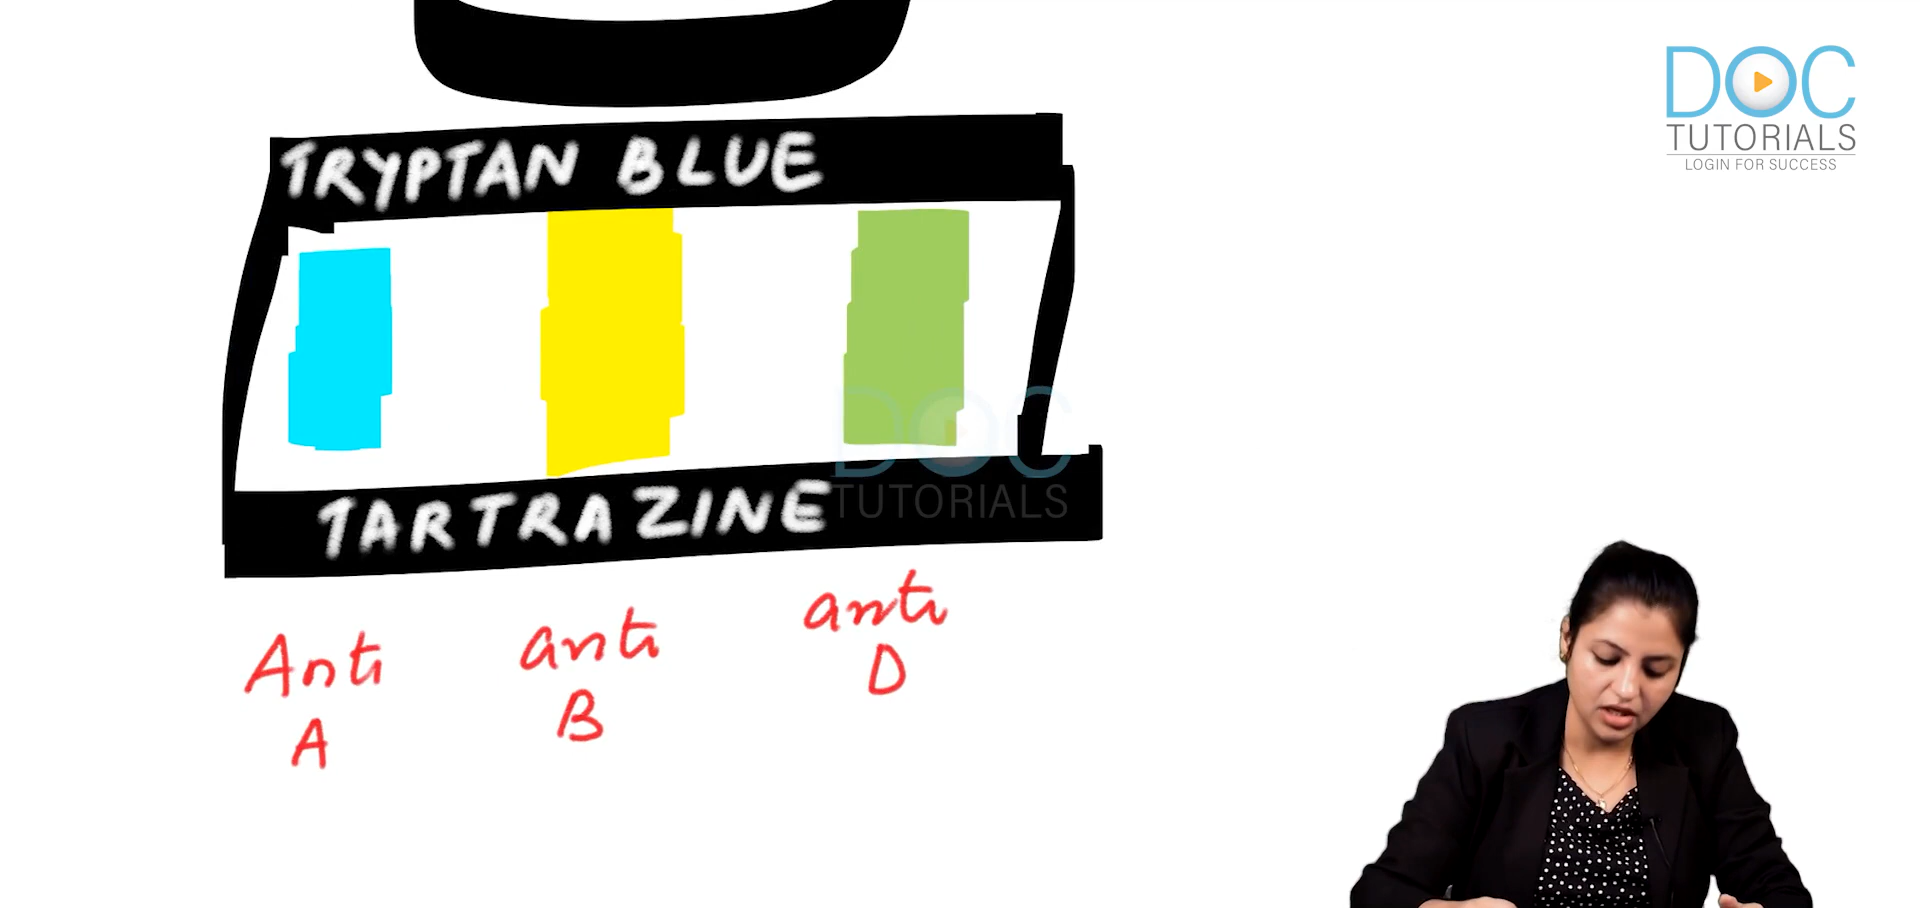 DOC
TUTORIALS
LOGIN FOR SUCCESS
TRYPTAN BLUE
DOC
TUTORIALS
TARTRAZINE
Anti
A
anti
B
anti
D